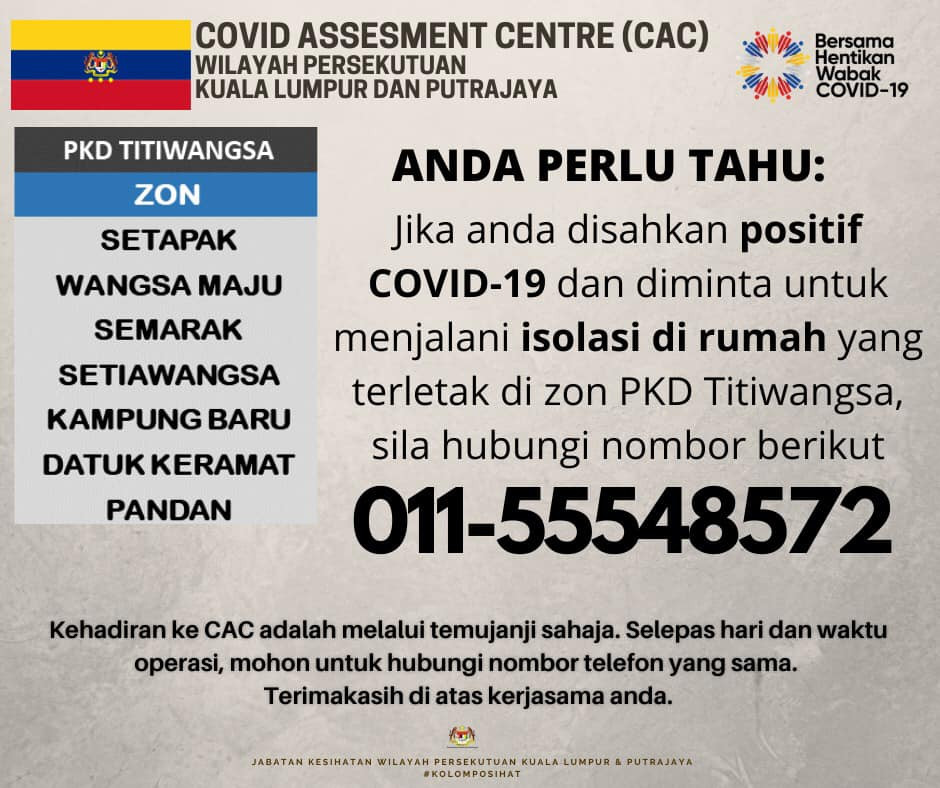 COVID ASSESMENT CENTRE (CAC)
WILAYAH PERSEKUTUAN
KUALA LUMPUR DAN PUTRAJAYA
Bersama
Hentikan
Wabak
COVID-19
PKD TITIWANGSA
ZON
SETAPAK
WANGSA MAJU
SEMARAK
SETIAWANGSA
KAMPUNG BARU
DATUK KERAMAT
PANDAN
ANDA PERLU TAHU:
Jika anda disahkan positif
COVID-19 dan diminta untuk
menjalani isolasi di rumah yang
terletak di zon PKD Titiwangsa,
sila hubungi nombor berikut
011-55548572
Kehadiran ke CAC adalah melalui temujanji sahaja. Selepas hari dan waktu
operasi, mohon untuk hubungi nombor telefon yang sama.
Terimakasih di atas kerjasama anda.
JABATAN KESIHATAN WILAYAH PERSEKUTUAN KUALA LUMPUR & PUTRAJAYA
#KOLOMPOSIHAT